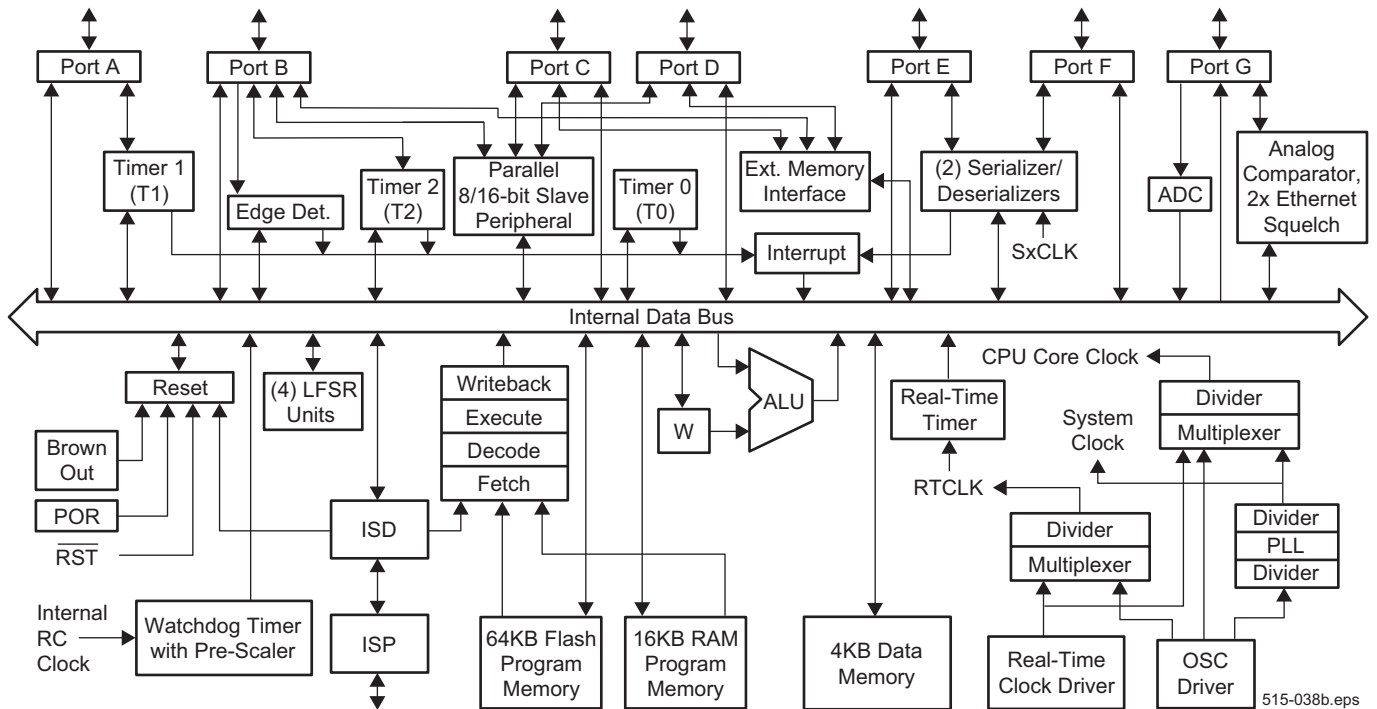 Port A
Port B
Port C
Port D
Port E
Port F
Port G
Timer 1
(T1)
Edge Det.
Timer 2
(T2)
Parallel
8/16-bit Slave
Peripheral
Timer 0
(T0)
Ext. Memory
Interface
Interrupt
(2) Serializer/
Deserializers
SxCLK
ADC
Analog
Comparator,
2x Ethernet
Squelch
Internal Data Bus
Reset
(4) LFSR
Units
Writeback
Execute
Decode
Fetch
W
ALU
Real-Time
Timer
CPU Core Clock
Divider
Multiplexer
System
Clock
RTCLK
Brown
Out
POR
RST
ISD
Divider
Multiplexer
Divider
PLL
Divider
Internal
RC
Clock
Watchdog Timer
with Pre-Scaler
ISP
64KB Flash
Program
Memory
16KB RAM
Program
Memory
4KB Data
Memory
Real-Time
Clock Driver
OSC
Driver
515-038b.eps